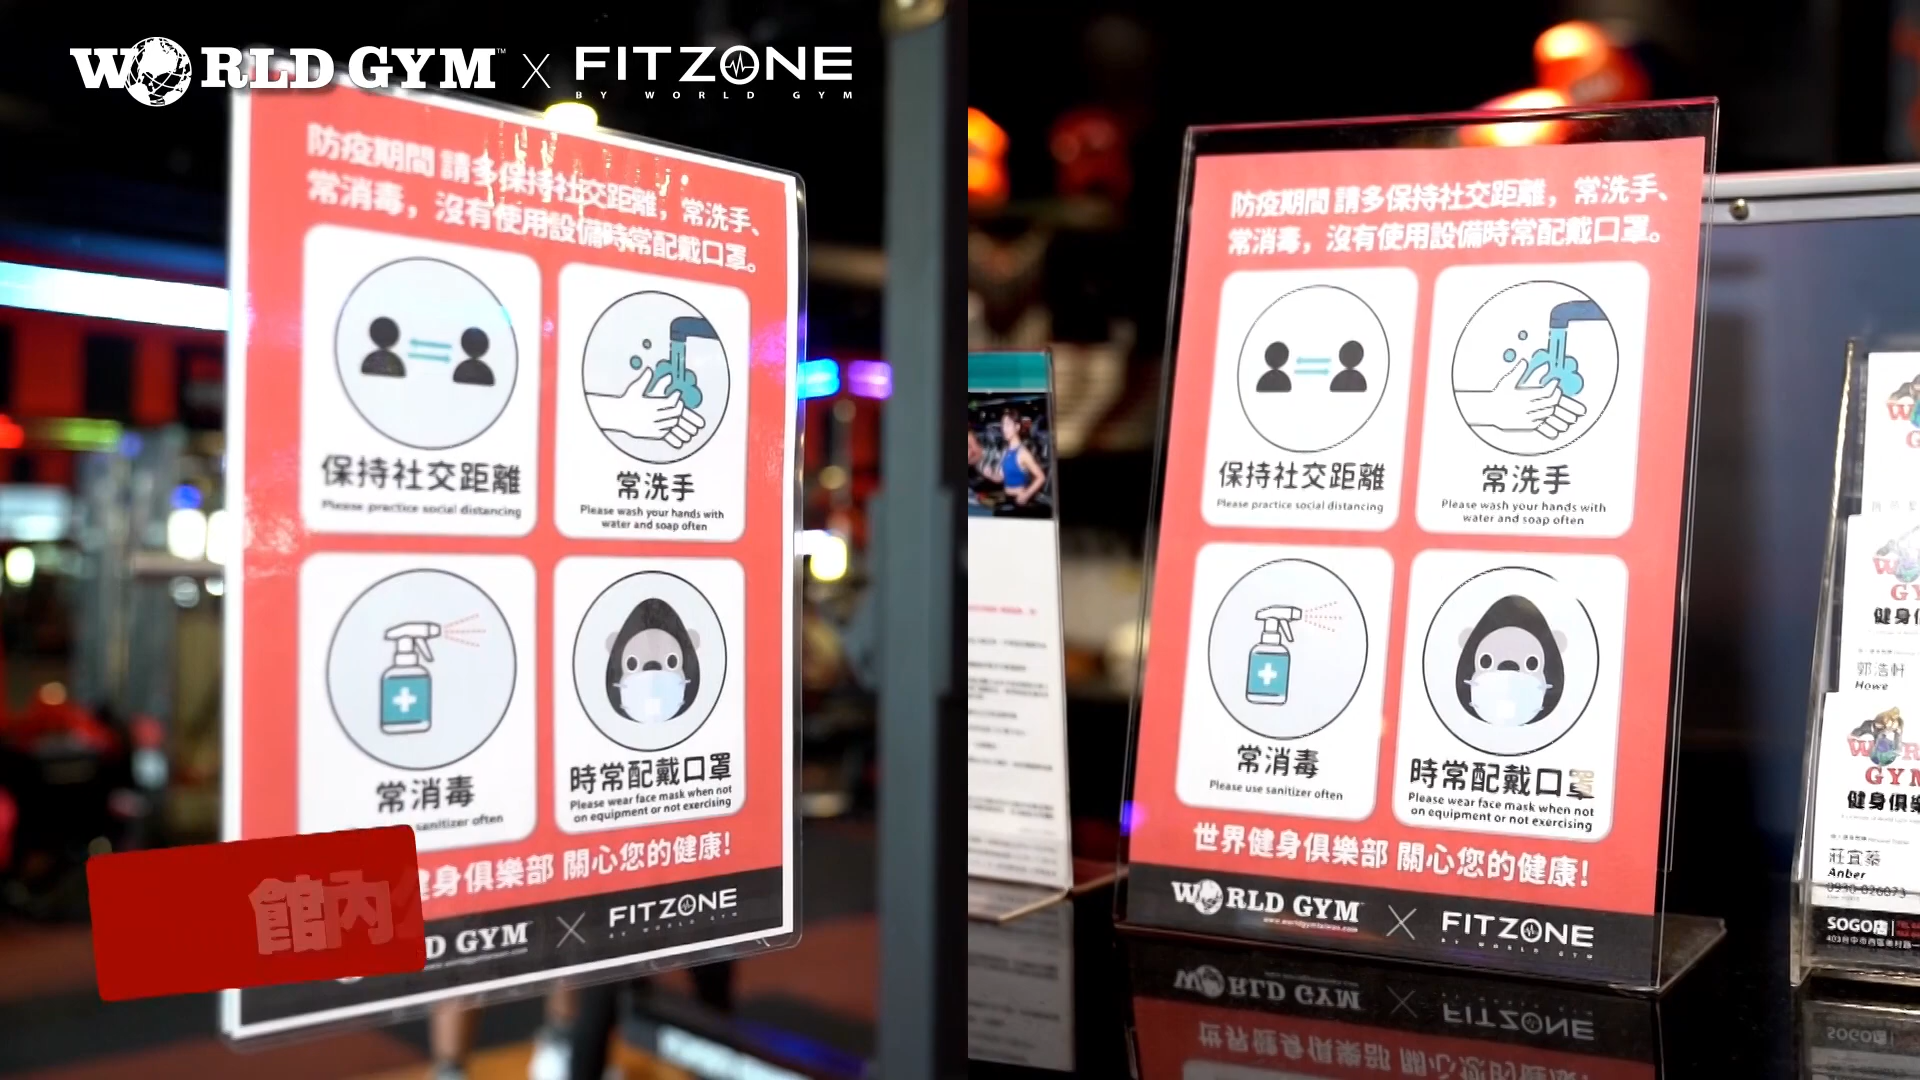 WORLD GYM™ X FITZONE
BY WORLD GYM
防疫期間 請多保持社交距離，常洗手、
常消毒，沒有使用設備時常配戴口罩。
保持社交距離
Please practice social distancing
常洗手
Please wash your hands with
water and soap often
常消毒
sanitizer often
時常配戴口罩
Please wear face mask when not
on equipment or not exercising
身俱樂部 關心您的健康!
D GYM X FITZONE
BY WORLD GYM
館內
防疫期間 請多保持社交距離，常洗手、
常消毒，沒有使用設備時常配戴口罩。
保持社交距離
Please practice social distancing
常洗手
Please wash your hands with
water and soap often
常消毒
Please use sanitizer often
時常配戴口罩
Please wear face mask when not
on equipment or not exercising
世界健身俱樂部 關心您的健康!
WORLD GYM X FITZONE
www.worldgymtaiwan.com
BY WORLD GYM
健身俱
郭浩軒
Howe
GYM
健身俱樂
莊宜蓁
Anber
0930-026073
SOGO店